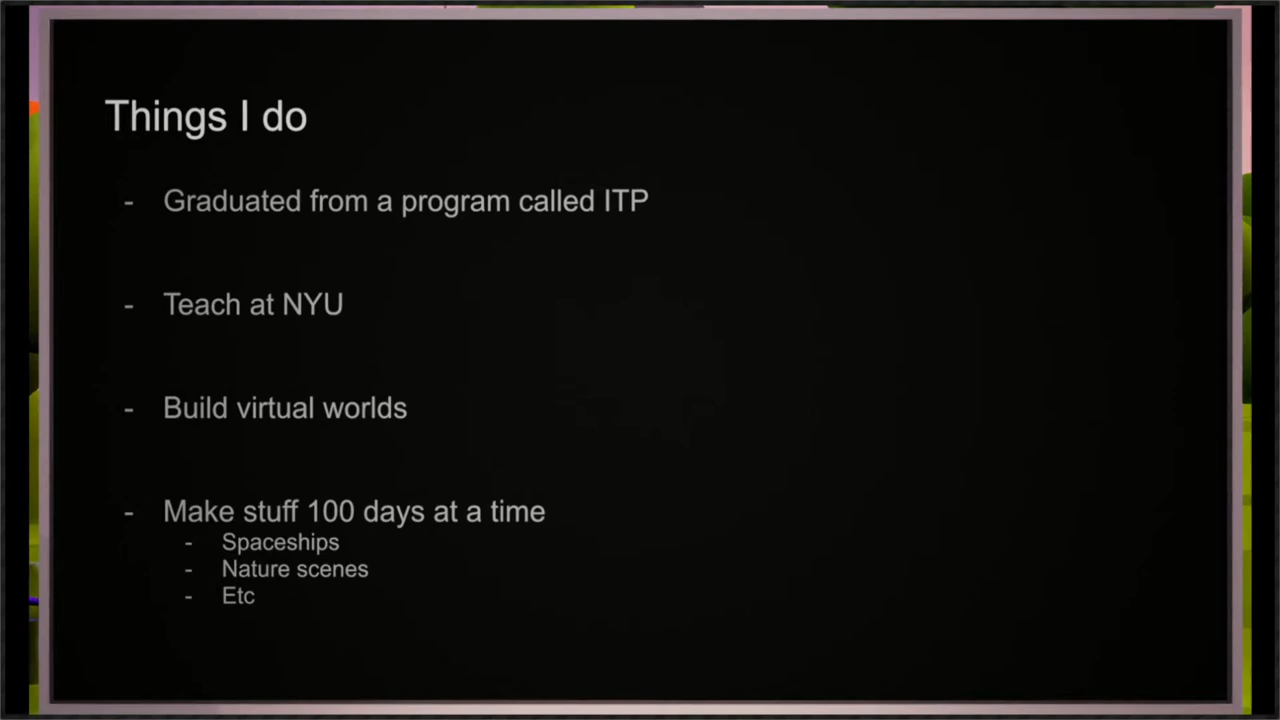 Things I do
- Graduated from a program called ITP
- Teach at NYU
- Build virtual worlds
- Make stuff 100 days at a time
- Spaceships
- Nature scenes
- Etc